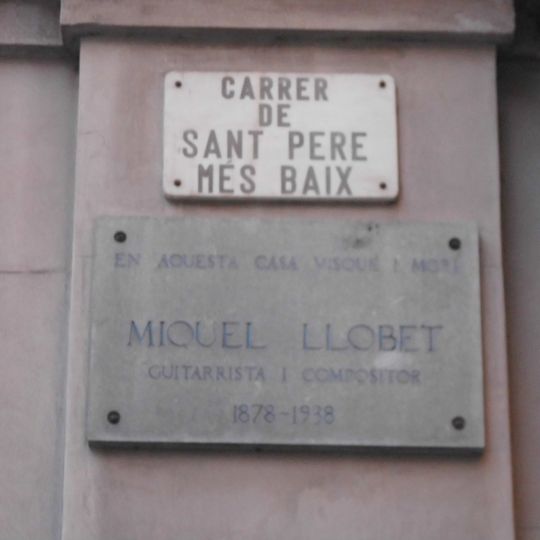 CARRER
DE
SANT PERE
MÉS BAIX
EN AQUESTA CASA VISQUÉ I MORÍ
MIQUEL LLOBET
GUITARRISTA I COMPOSITOR
1878-1938